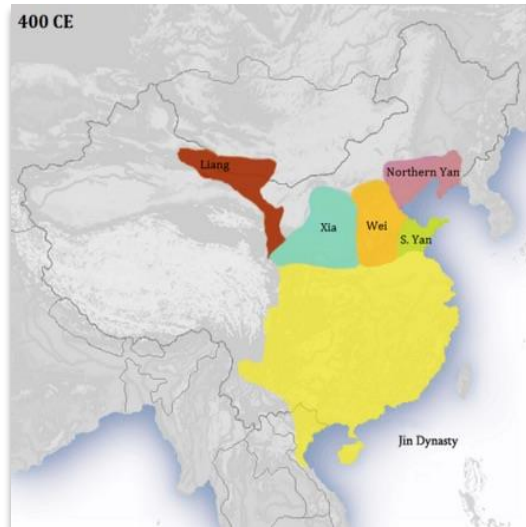 400 CE
Liang
Northern Yan
Xia
Wei
S. Yan
Jin Dynasty